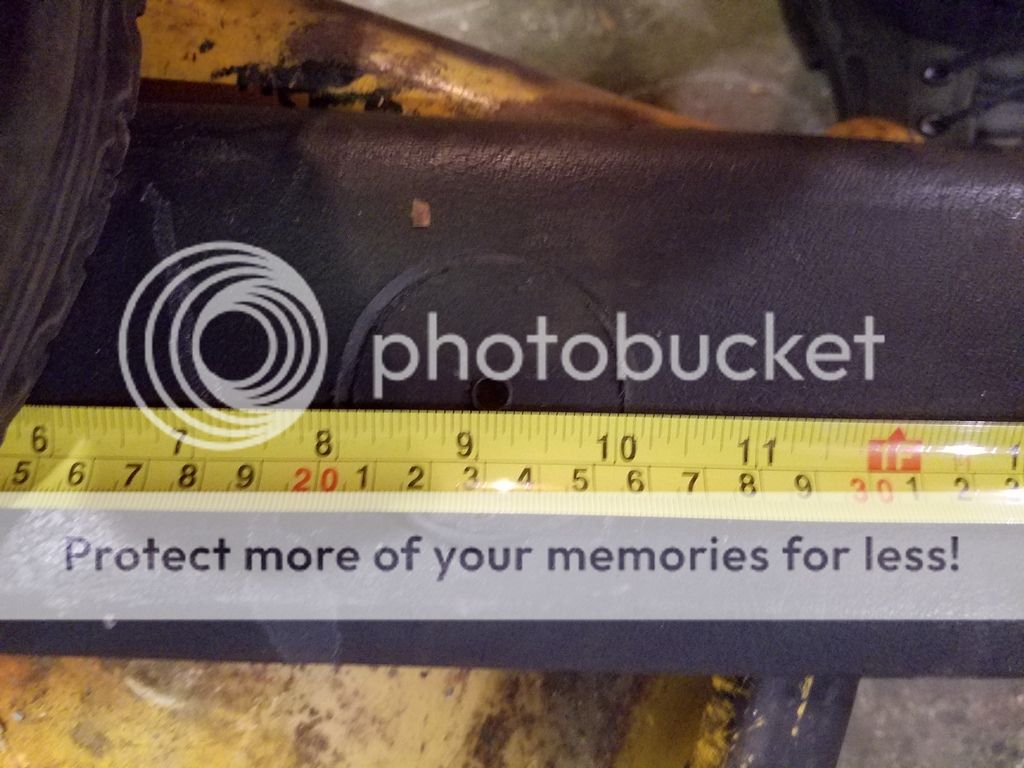 photobucket
6 7 8 9 10 11 1F 1
5 6 7 8 9 20 1 2 3 4 5 6 7 8 9 30 1 2
Protect more of your memories for less!